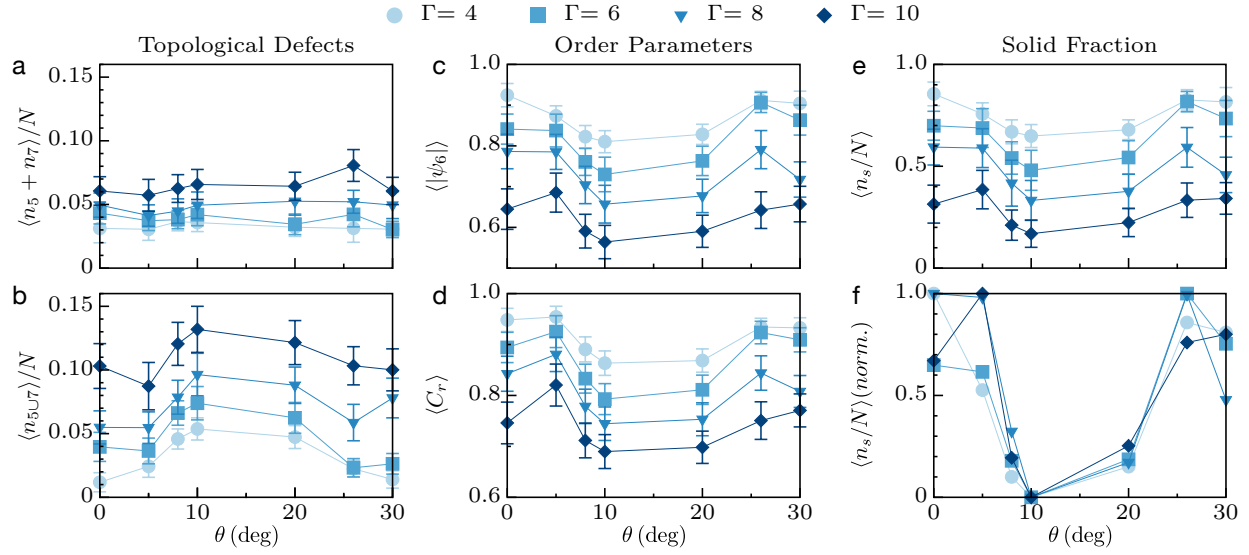 Γ= 4 Γ= 6 Γ= 8 Γ= 10
Topological Defects
Order Parameters
Solid Fraction
a
⟨n5 + n7⟩/N
0.15
0.10
0.05
0
b
⟨n5∪7⟩/N
0.15
0.10
0.05
0
0 10 20 30
θ (deg)
c
⟨|ψ6|⟩
1.0
0.8
0.6
d
⟨Cr⟩
1.0
0.8
0.6
0 10 20 30
θ (deg)
e
⟨ns/N⟩
1.0
0.5
0
f
⟨ns/N⟩(norm.)
1.0
0.5
0
0 10 20 30
θ (deg)